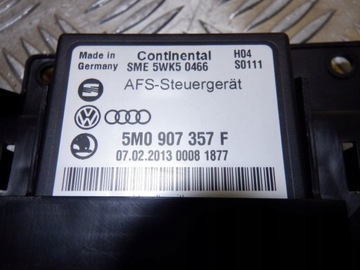 Made in Germany
Continental
SME 5WK5 0466
H04
S0111
AFS-Steuergerät
5M0 907 357 F
07.02.2013 0008 1877